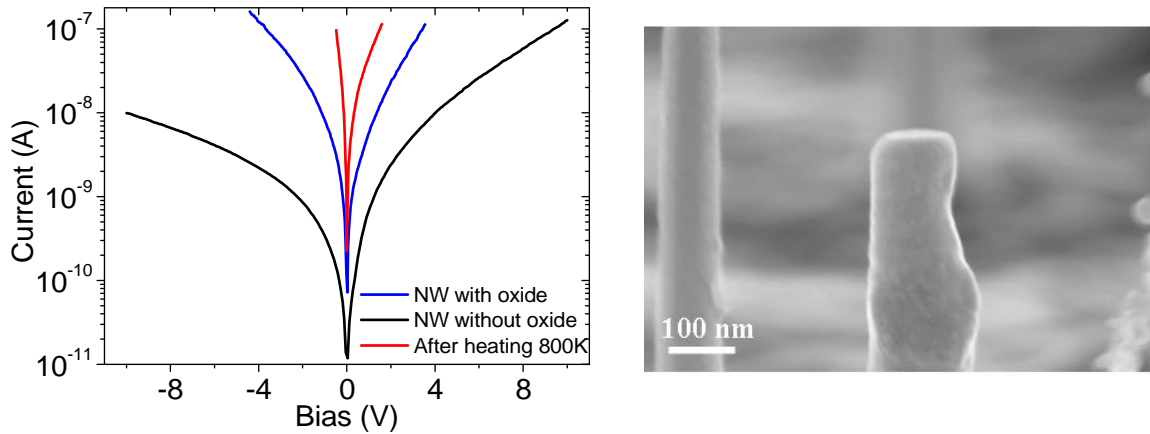 10⁻⁷
10⁻⁸
10⁻⁹
10⁻¹⁰
10⁻¹¹
Current (A)
NW with oxide
NW without oxide
After heating 800K
-8 -4 0 4 8
Bias (V)
100 nm